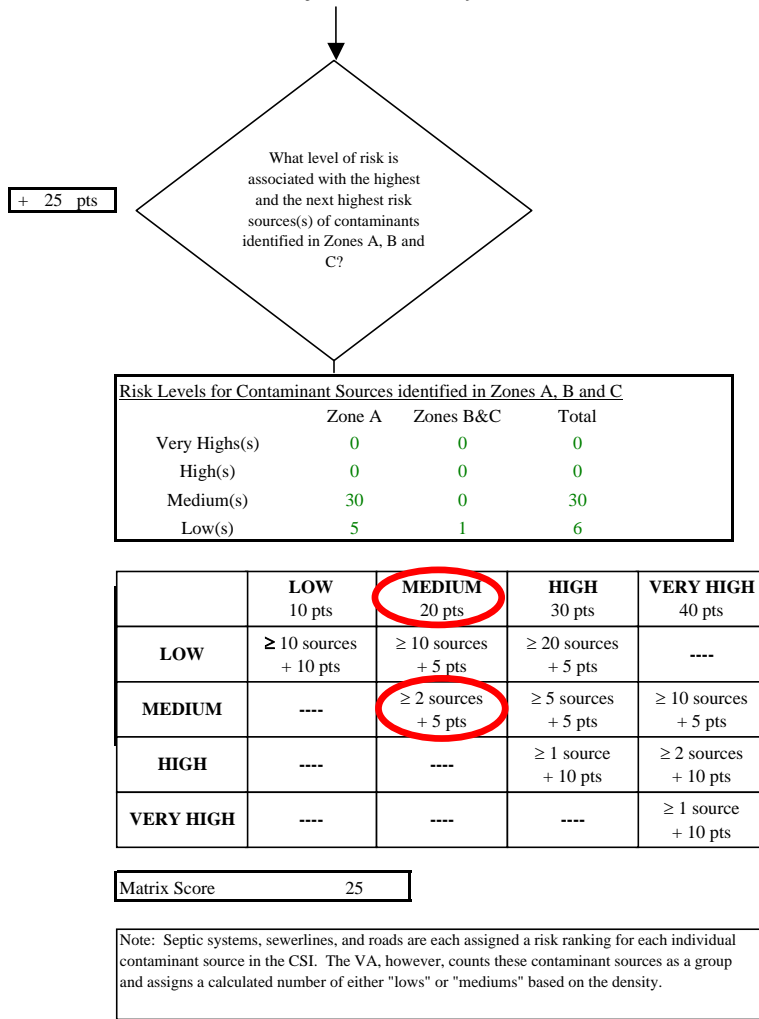 What level of risk is
associated with the highest
and the next highest risk
sources(s) of contaminants
identified in Zones A, B and
C?
+ 25 pts
Risk Levels for Contaminant Sources identified in Zones A, B and C
Zone A Zones B&C Total
Very Highs(s) 0 0 0
High(s) 0 0 0
Medium(s) 30 0 30
Low(s) 5 1 6
LOW MEDIUM HIGH VERY HIGH
10 pts 20 pts 30 pts 40 pts
LOW ≥ 10 sources ≥ 10 sources ≥ 20 sources ----
+ 10 pts + 5 pts + 5 pts
MEDIUM ---- ≥ 2 sources ≥ 5 sources ≥ 10 sources
+ 5 pts + 5 pts + 5 pts
HIGH ---- ---- ≥ 1 source ≥ 2 sources
+ 10 pts + 10 pts
VERY HIGH ---- ---- ---- ≥ 1 source
+ 10 pts
Matrix Score 25
Note: Septic systems, sewerlines, and roads are each assigned a risk ranking for each individual
contaminant source in the CSI. The VA, however, counts these contaminant sources as a group
and assigns a calculated number of either "lows" or "mediums" based on the density.